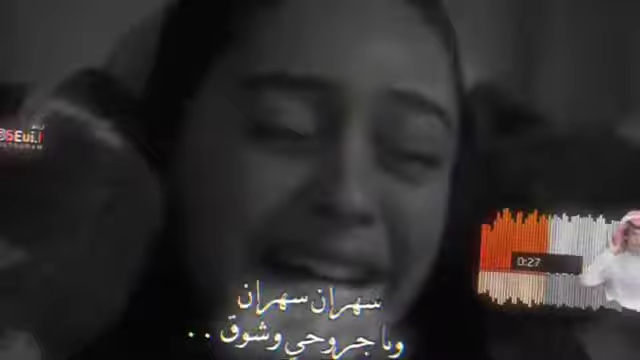 سهران سهران
وبا جروحي وشوق . .
0:27